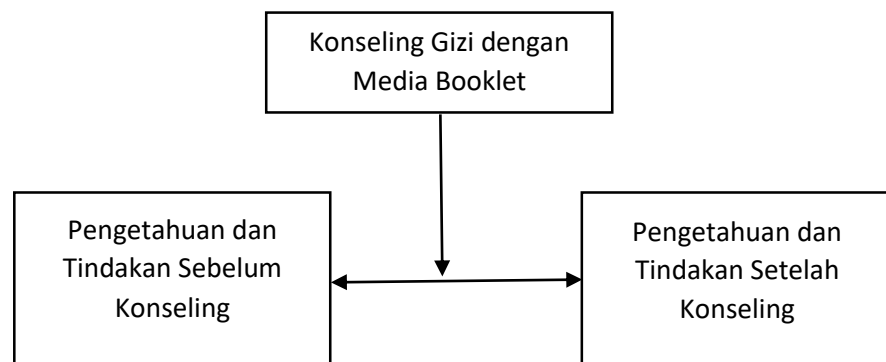 Konseling Gizi dengan
Media Booklet
Pengetahuan dan
Tindakan Sebelum
Konseling
Pengetahuan dan
Tindakan Setelah
Konseling